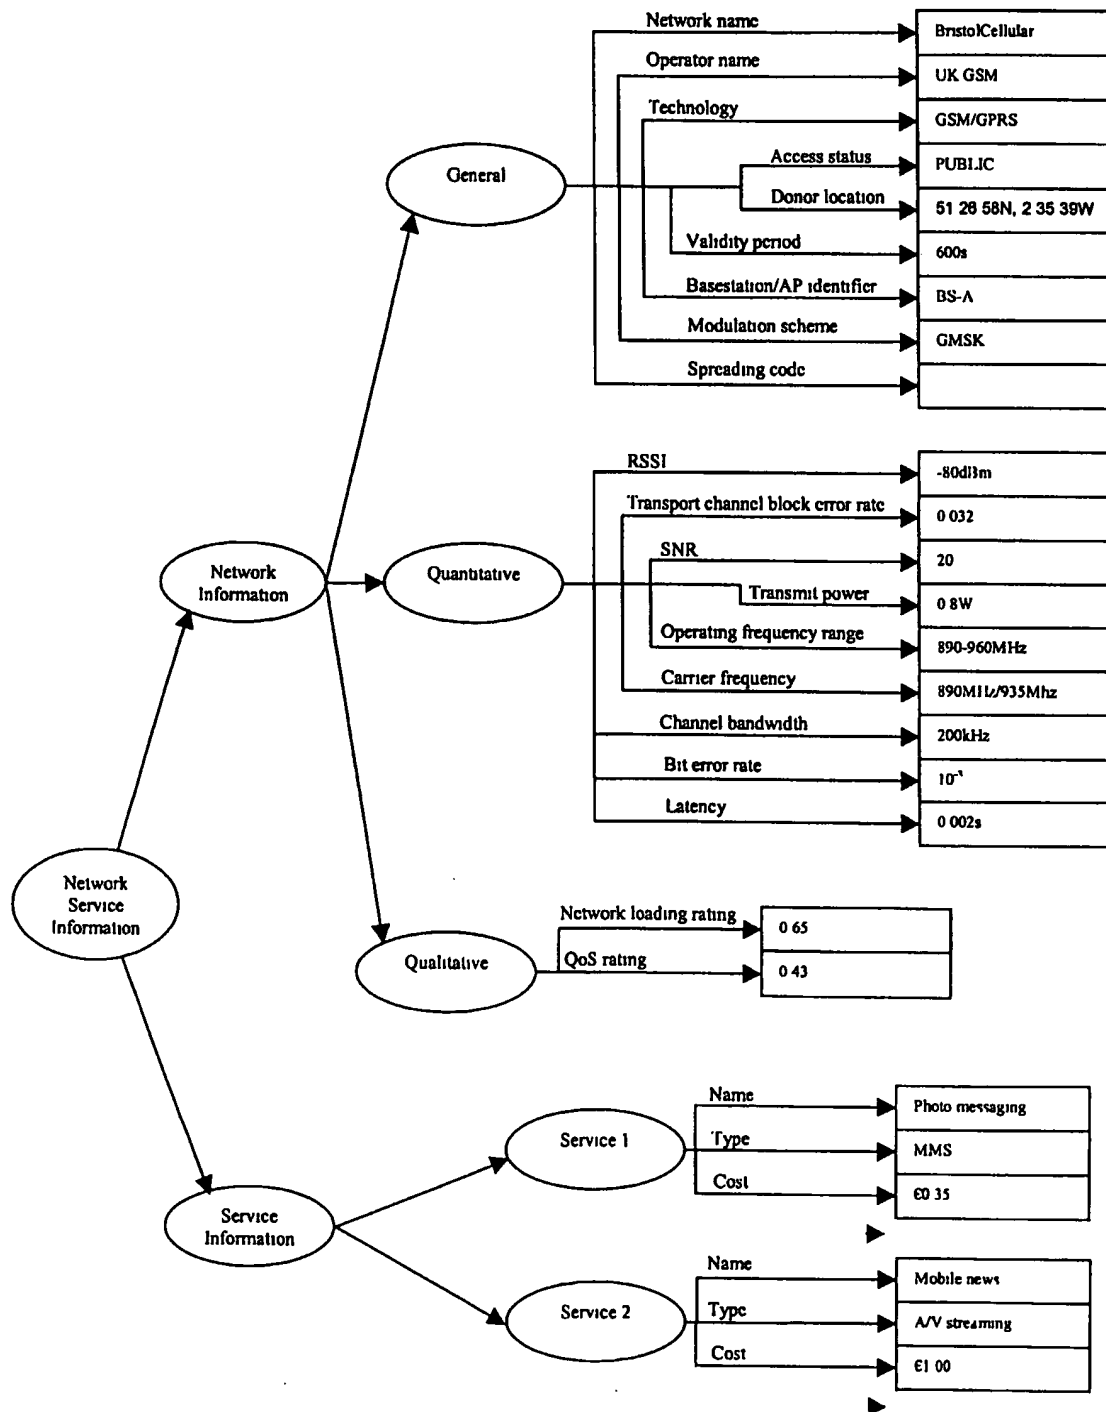 Network name
BristolCellular
Operator name
UK GSM
Technology
GSM/GPRS
Access status
PUBLIC
General
Donor location
51 26 58N, 2 35 39W
Validity period
600s
Basestation/AP identifier
BS-A
Modulation scheme
GMSK
Spreading code
RSSI
-80dBm
Transport channel block error rate
0 032
SNR
20
Network
Information
Quantitative
Transmit power
0 8W
Operating frequency range
890-960MHz
Carrier frequency
890MHz/935Mhz
Channel bandwidth
200kHz
Bit error rate
Latency
0 002s
Network
Service
Information
Network loading rating
0 65
Qualitative
QoS rating
0 43
Name
Photo messaging
Service 1
Type
MMS
Cost
€0 35
Service
Information
Name
Mobile news
Service 2
Type
A/V streaming
Cost
€1 00